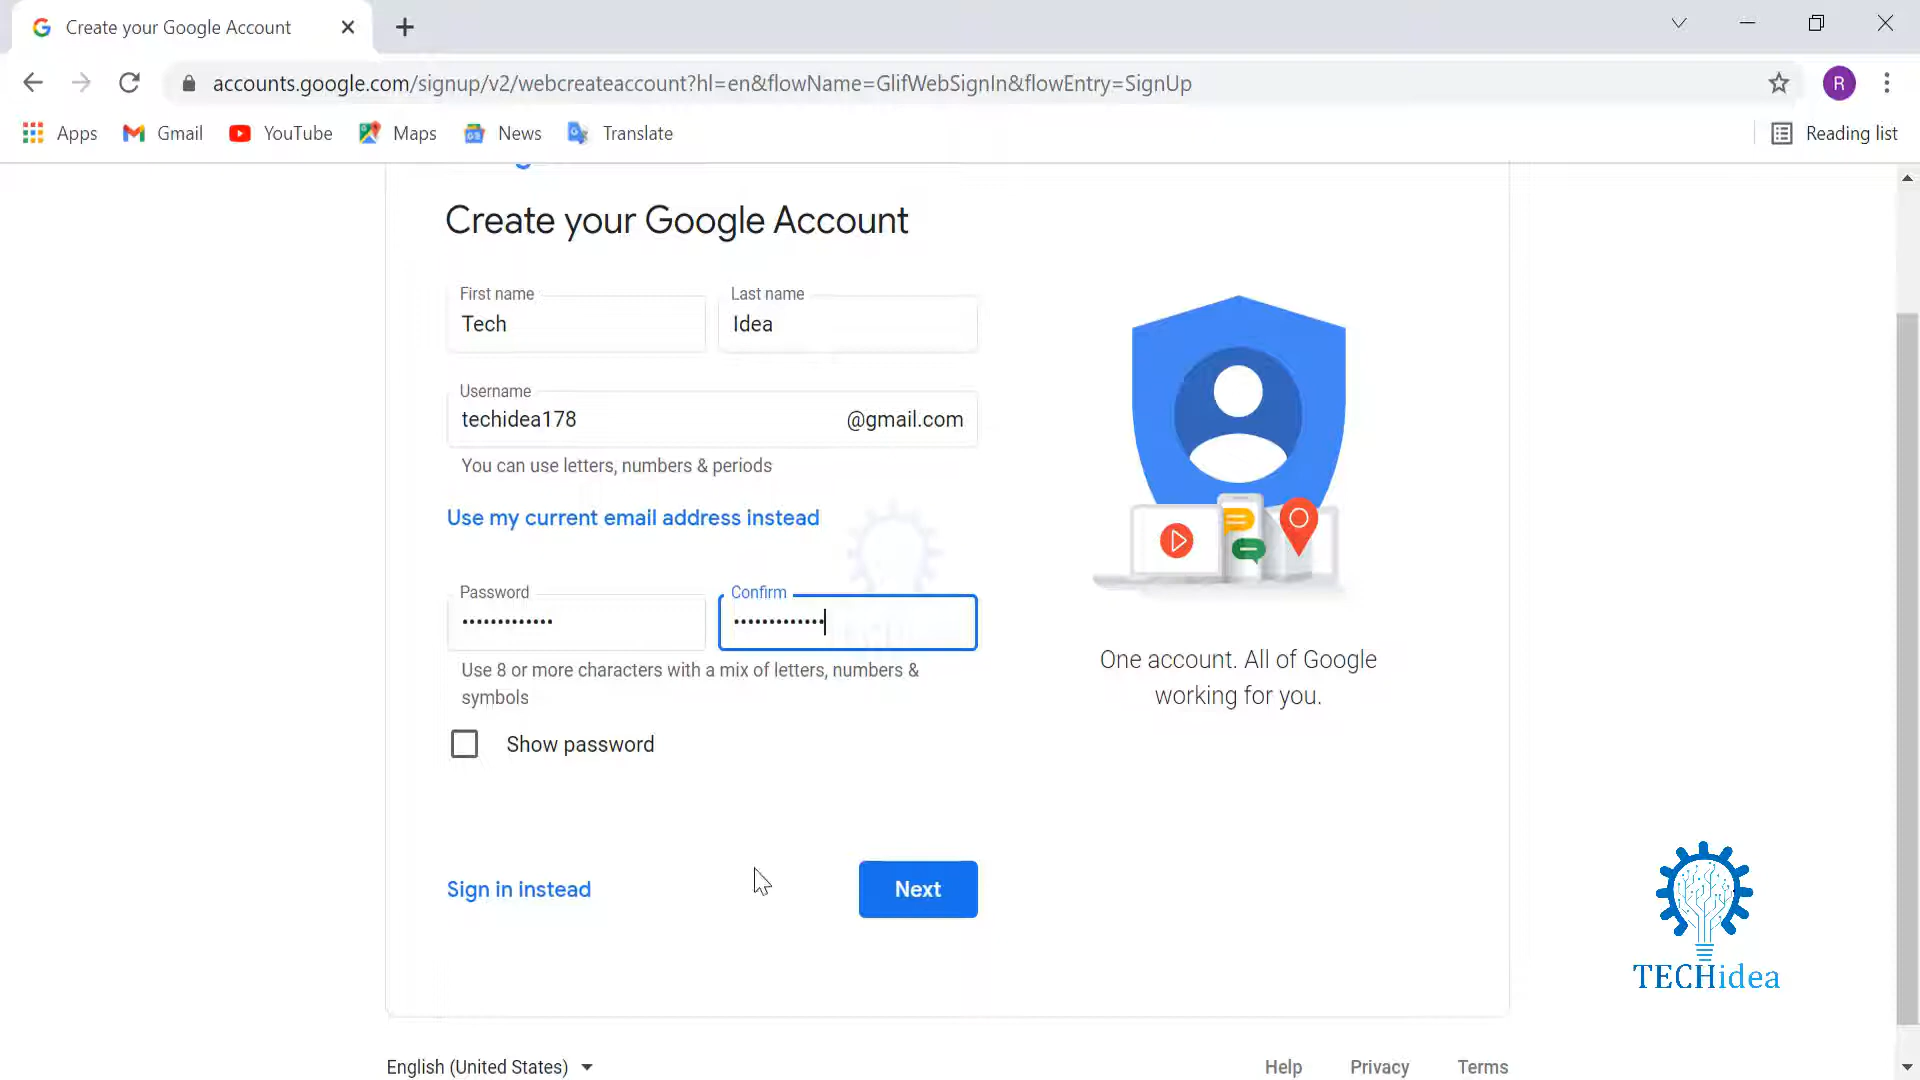 Create your Google Account
accounts.google.com/signup/v2/webcreateaccount?hl=en&flowName=GlifWebSignIn&flowEntry=SignUp
R
Apps
Gmail
YouTube
Maps
News
Translate
Reading list
Create your Google Account
First name
Tech
Last name
Idea
Username
techidea178
@gmail.com
You can use letters, numbers & periods
Use my current email address instead
Password
•••••••••••••
Confirm
•••••••••••••
Use 8 or more characters with a mix of letters, numbers &
symbols
Show password
Sign in instead
Next
One account. All of Google
working for you.
TECHidea
English (United States)
Help
Privacy
Terms